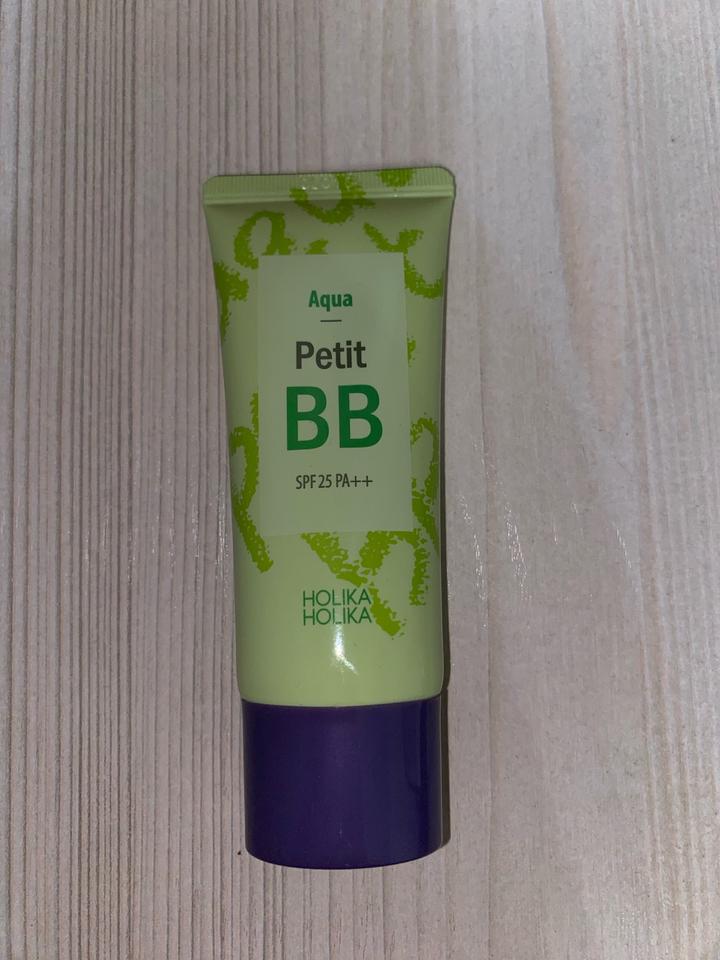 Aqua
Petit
BB
SPF 25 PA++
HOLIKA
HOLIKA